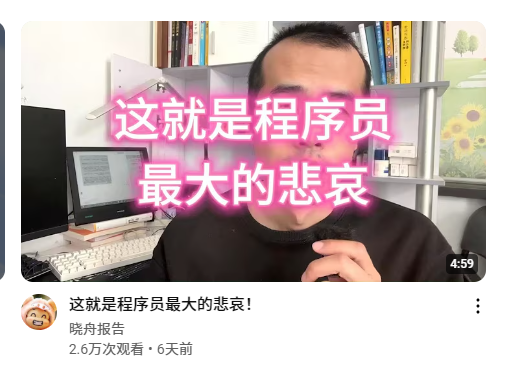 这就是程序员
最大的悲哀
4:59
这就是程序员最大的悲哀！
晓舟报告
2.6万次观看 • 6天前